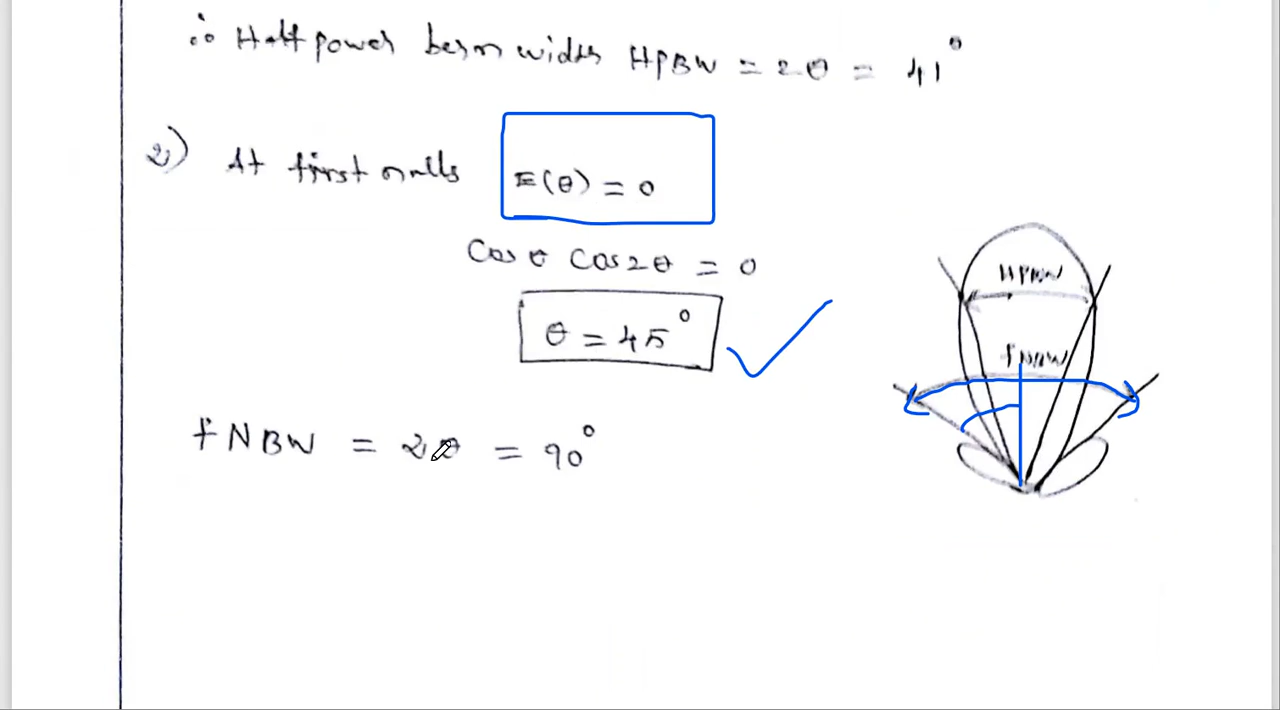 ∴ Half power beam width HPBW = 2θ = 41°
2) At first nulls E(θ) = 0
Cos θ Cos 2θ = 0
θ = 45°
FNBW = 2θ = 90°
HPBW
FNBW